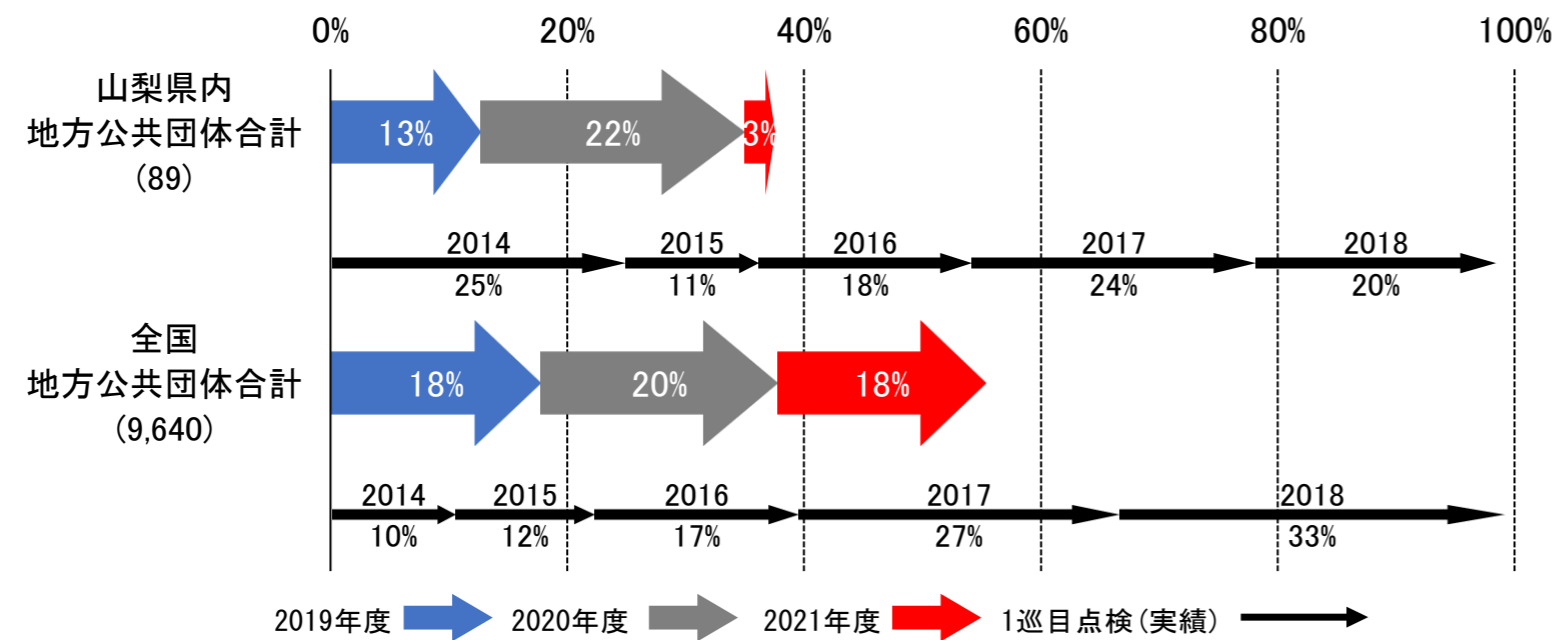 0% 20% 40% 60% 80% 100%
山梨県内
地方公共団体合計
(89)
13% 22% 3%
2014 2015 2016 2017 2018
25% 11% 18% 24% 20%
全国
地方公共団体合計
(9,640)
18% 20% 18%
2014 2015 2016 2017 2018
10% 12% 17% 27% 33%
2019年度 2020年度 2021年度 1巡目点検(実績)